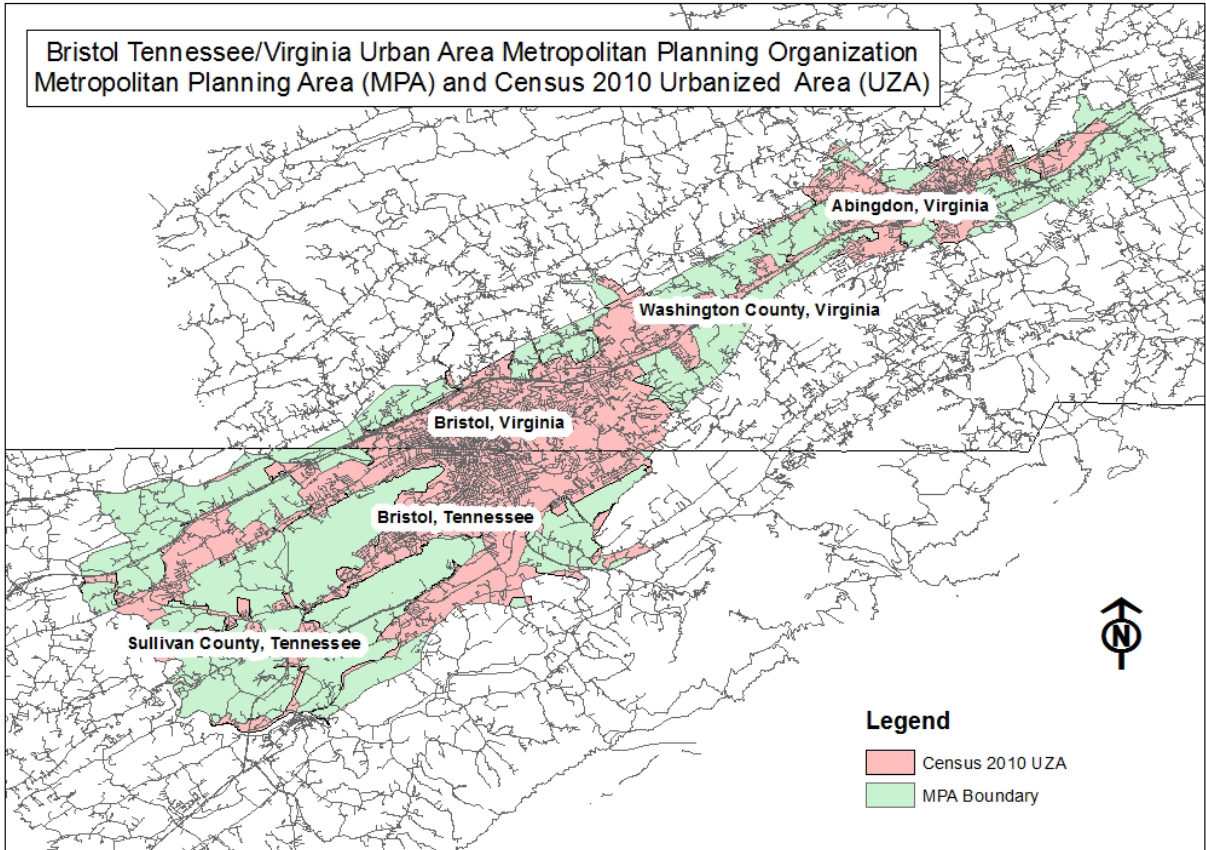 Bristol Tennessee/Virginia Urban Area Metropolitan Planning Organization
Metropolitan Planning Area (MPA) and Census 2010 Urbanized Area (UZA)
Abingdon, Virginia
Washington County, Virginia
Bristol, Virginia
Bristol, Tennessee
Sullivan County, Tennessee
N
Legend
Census 2010 UZA
MPA Boundary